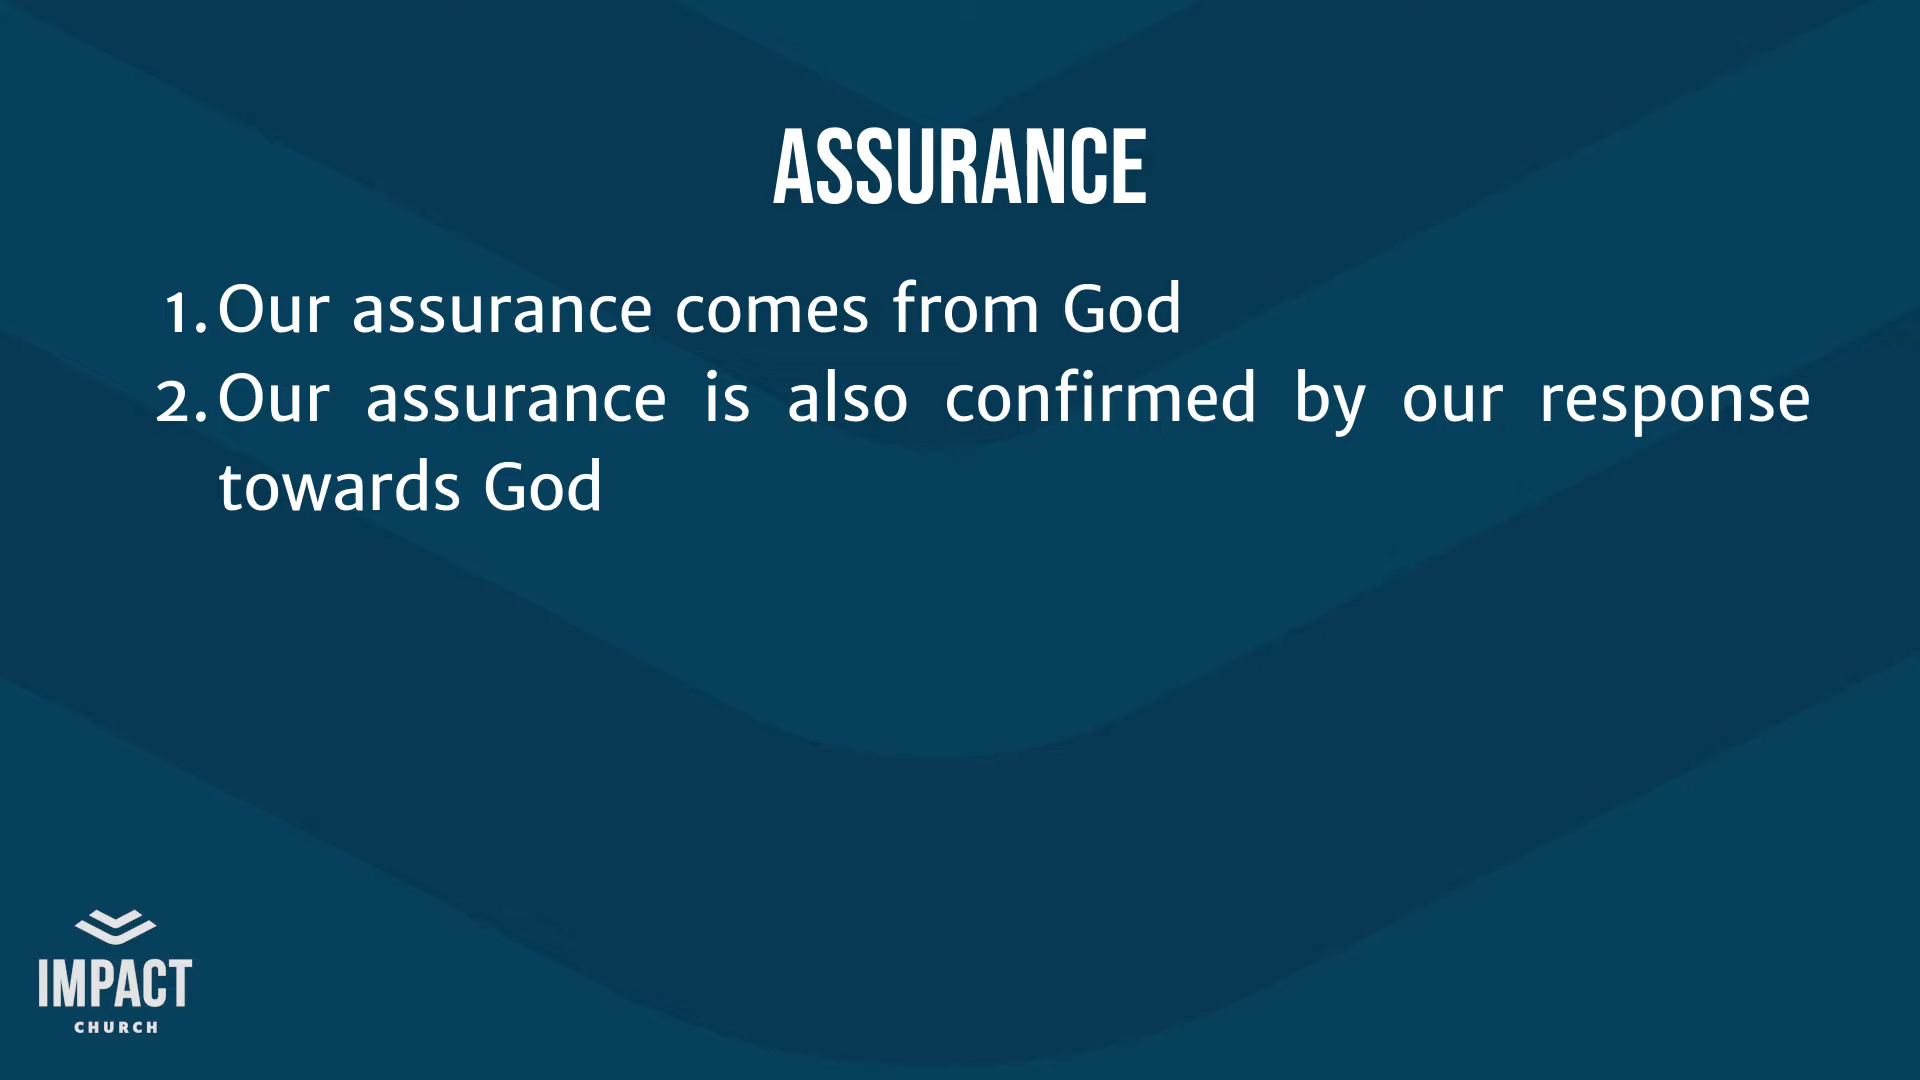 ASSURANCE
1. Our assurance comes from God
2. Our assurance is also confirmed by our response
towards God
IMPACT
CHURCH